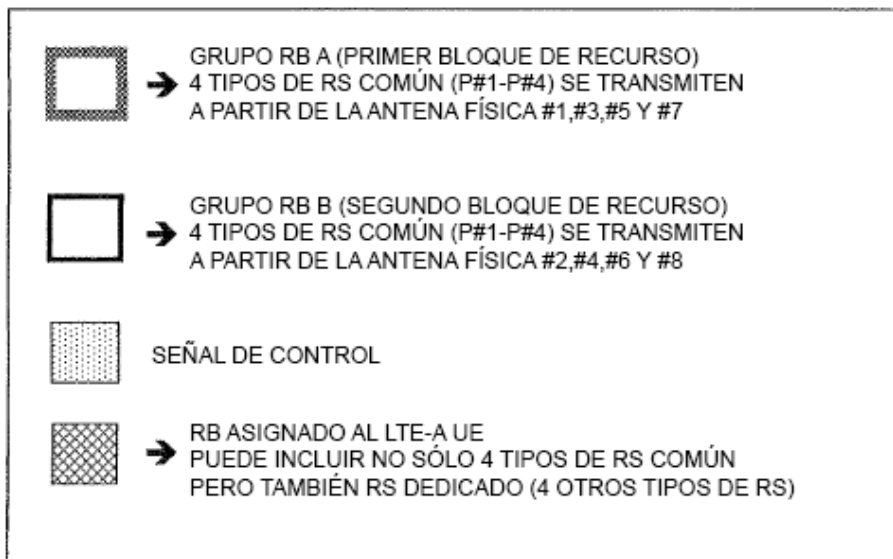 GRUPO RB A (PRIMER BLOQUE DE RECURSO)
4 TIPOS DE RS COMÚN (P#1-P#4) SE TRANSMITEN
A PARTIR DE LA ANTENA FÍSICA #1,#3,#5 Y #7
GRUPO RB B (SEGUNDO BLOQUE DE RECURSO)
4 TIPOS DE RS COMÚN (P#1-P#4) SE TRANSMITEN
A PARTIR DE LA ANTENA FÍSICA #2,#4,#6 Y #8
SEÑAL DE CONTROL
RB ASIGNADO AL LTE-A UE
PUEDE INCLUIR NO SÓLO 4 TIPOS DE RS COMÚN
PERO TAMBIÉN RS DEDICADO (4 OTROS TIPOS DE RS)